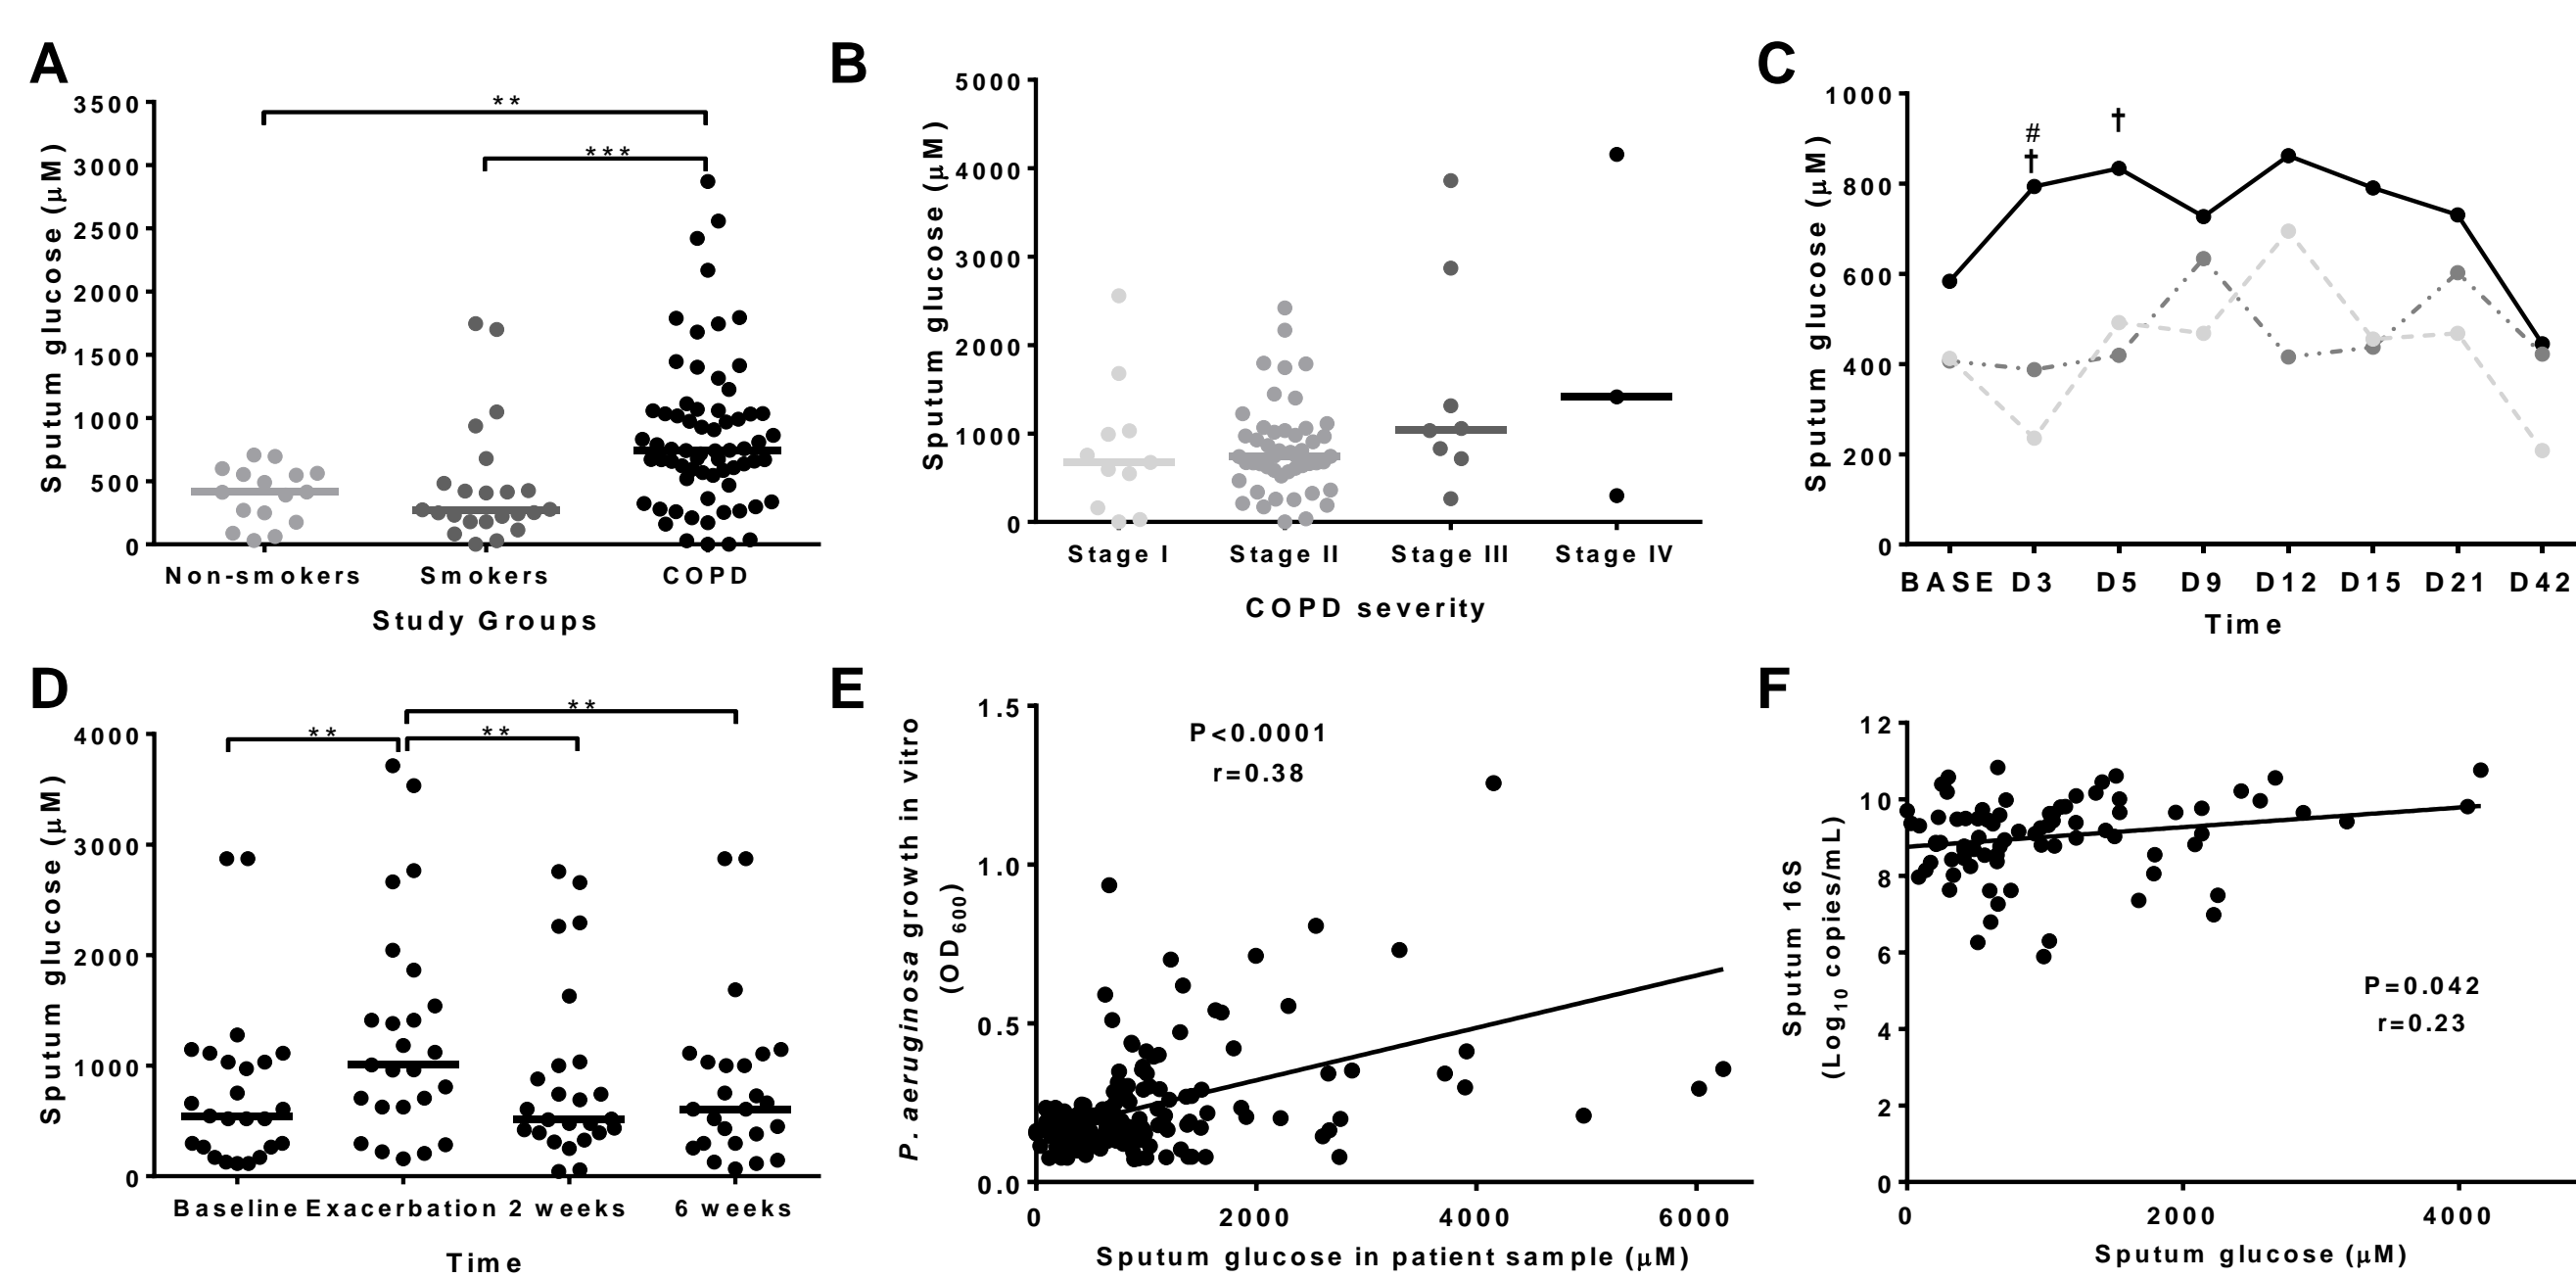 A
Sputum glucose (μM)
3500
3000
2500
2000
1500
1000
500
0
**
***
Non-smokers Smokers COPD
Study Groups
B
Sputum glucose (μM)
5000
4000
3000
2000
1000
0
Stage I Stage II Stage III Stage IV
COPD severity
C
Sputum glucose (μM)
1000
800
600
400
200
0
#
†
†
BASE D3 D5 D9 D12 D15 D21 D42
Time
D
Sputum glucose (μM)
4000
3000
2000
1000
0
**
** **
Baseline Exacerbation 2 weeks 6 weeks
Time
E
P. aeruginosa growth in vitro
(OD600)
1.5
1.0
0.5
0.0
P<0.0001
r=0.38
0 2000 4000 6000
Sputum glucose in patient sample (μM)
F
Sputum 16S
(Log10 copies/mL)
12
10
8
6
4
2
0
P=0.042
r=0.23
0 2000 4000
Sputum glucose (μM)